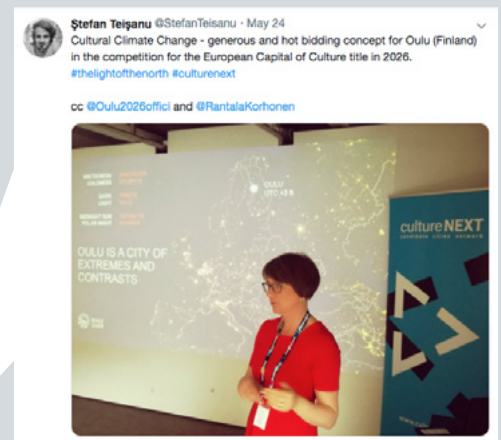 Ştefan Teişanu @StefanTeisanu · May 24
Cultural Climate Change - generous and hot bidding concept for Oulu (Finland)
in the competition for the European Capital of Culture title in 2026.
#thelightofthenorth #culturenext
cc @Oulu2026offici and @RantalaKorhonen
OULU
OULU IS A CITY OF
EXTREMES AND
CONTRASTS
culture NEXT